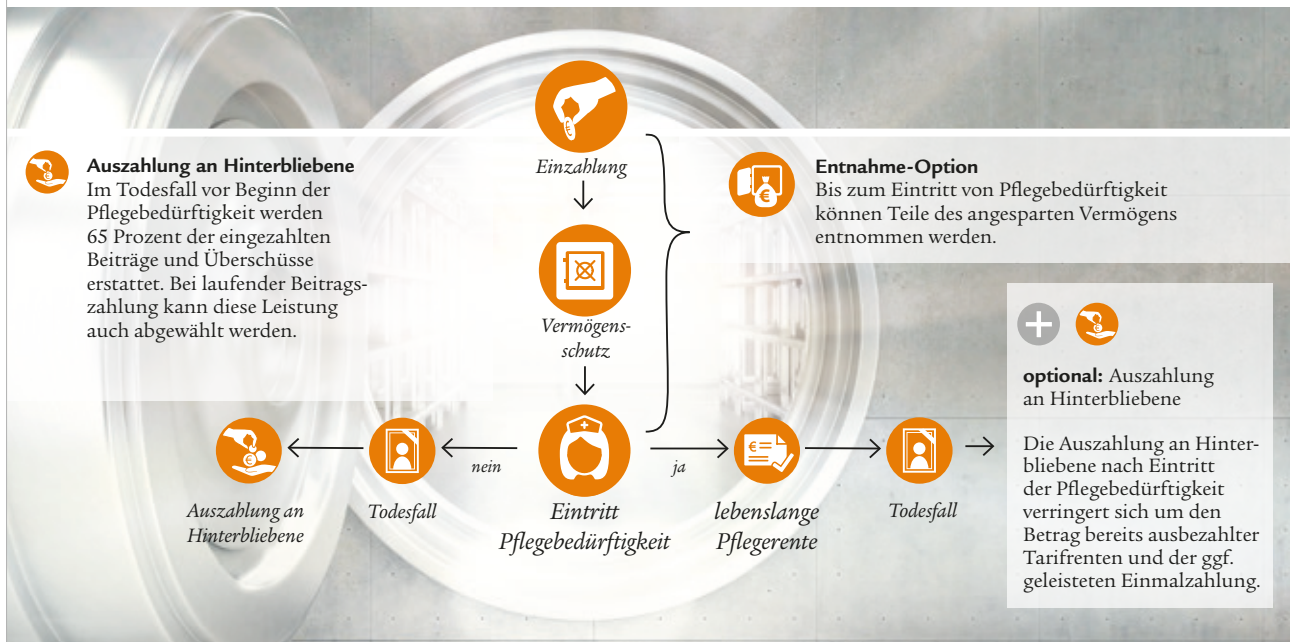 Auszahlung an Hinterbliebene
Im Todesfall vor Beginn der
Pflegebedürftigkeit werden
65 Prozent der eingezahlten
Beiträge und Überschüsse
erstattet. Bei laufender Beitrags-
zahlung kann diese Leistung
auch abgewählt werden.
Einzahlung
Vermögens-
schutz
Entnahme-Option
Bis zum Eintritt von Pflegebedürftigkeit
können Teile des angesparten Vermögens
entnommen werden.
Auszahlung an
Hinterbliebene
Todesfall
nein
Eintritt
Pflegebedürftigkeit
ja
lebenslange
Pflegerente
Todesfall
optional: Auszahlung
an Hinterbliebene
Die Auszahlung an Hinter-
bliebene nach Eintritt
der Pflegebedürftigkeit
verringert sich um den
Betrag bereits ausbezahlter
Tarifrenten und der ggf.
geleisteten Einmalzahlung.